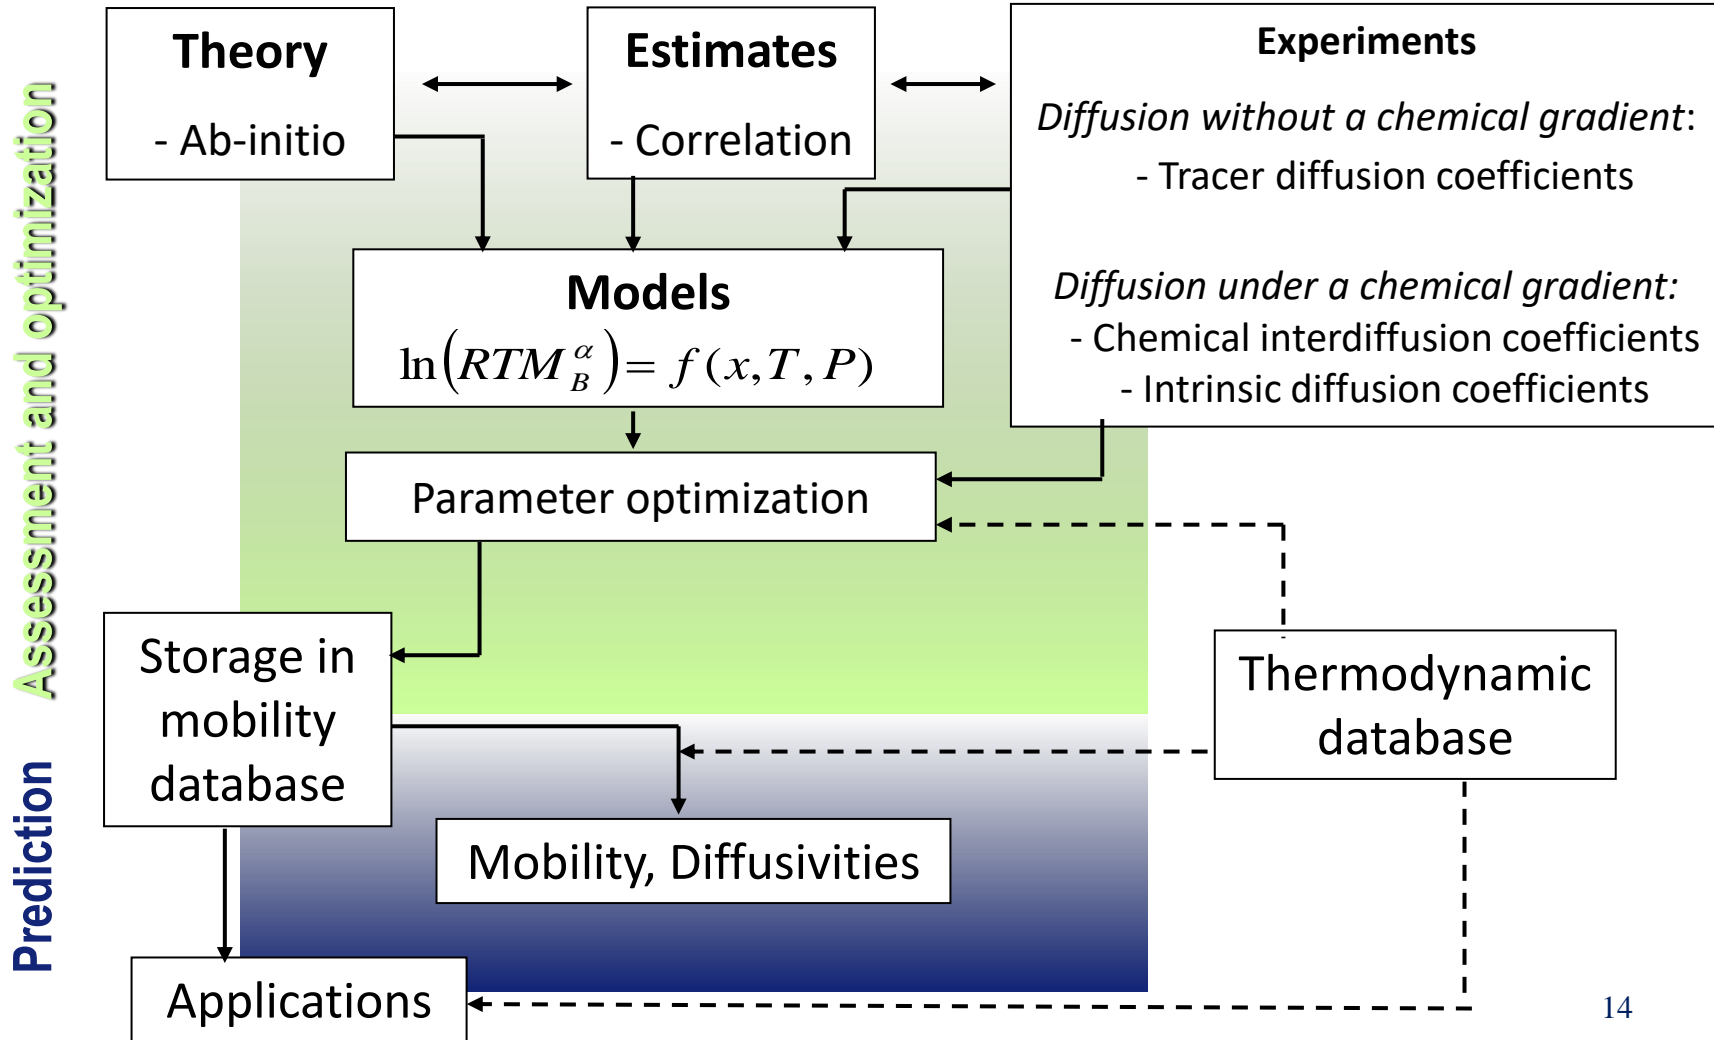 Theory
- Ab-initio
Estimates
- Correlation
Experiments
Diffusion without a chemical gradient:
- Tracer diffusion coefficients
Diffusion under a chemical gradient:
- Chemical interdiffusion coefficients
- Intrinsic diffusion coefficients
Assessment and optimization
Models
ln(RTM_B^α) = f(x,T,P)
Parameter optimization
Storage in
mobility
database
Thermodynamic
database
Prediction
Mobility, Diffusivities
Applications
14